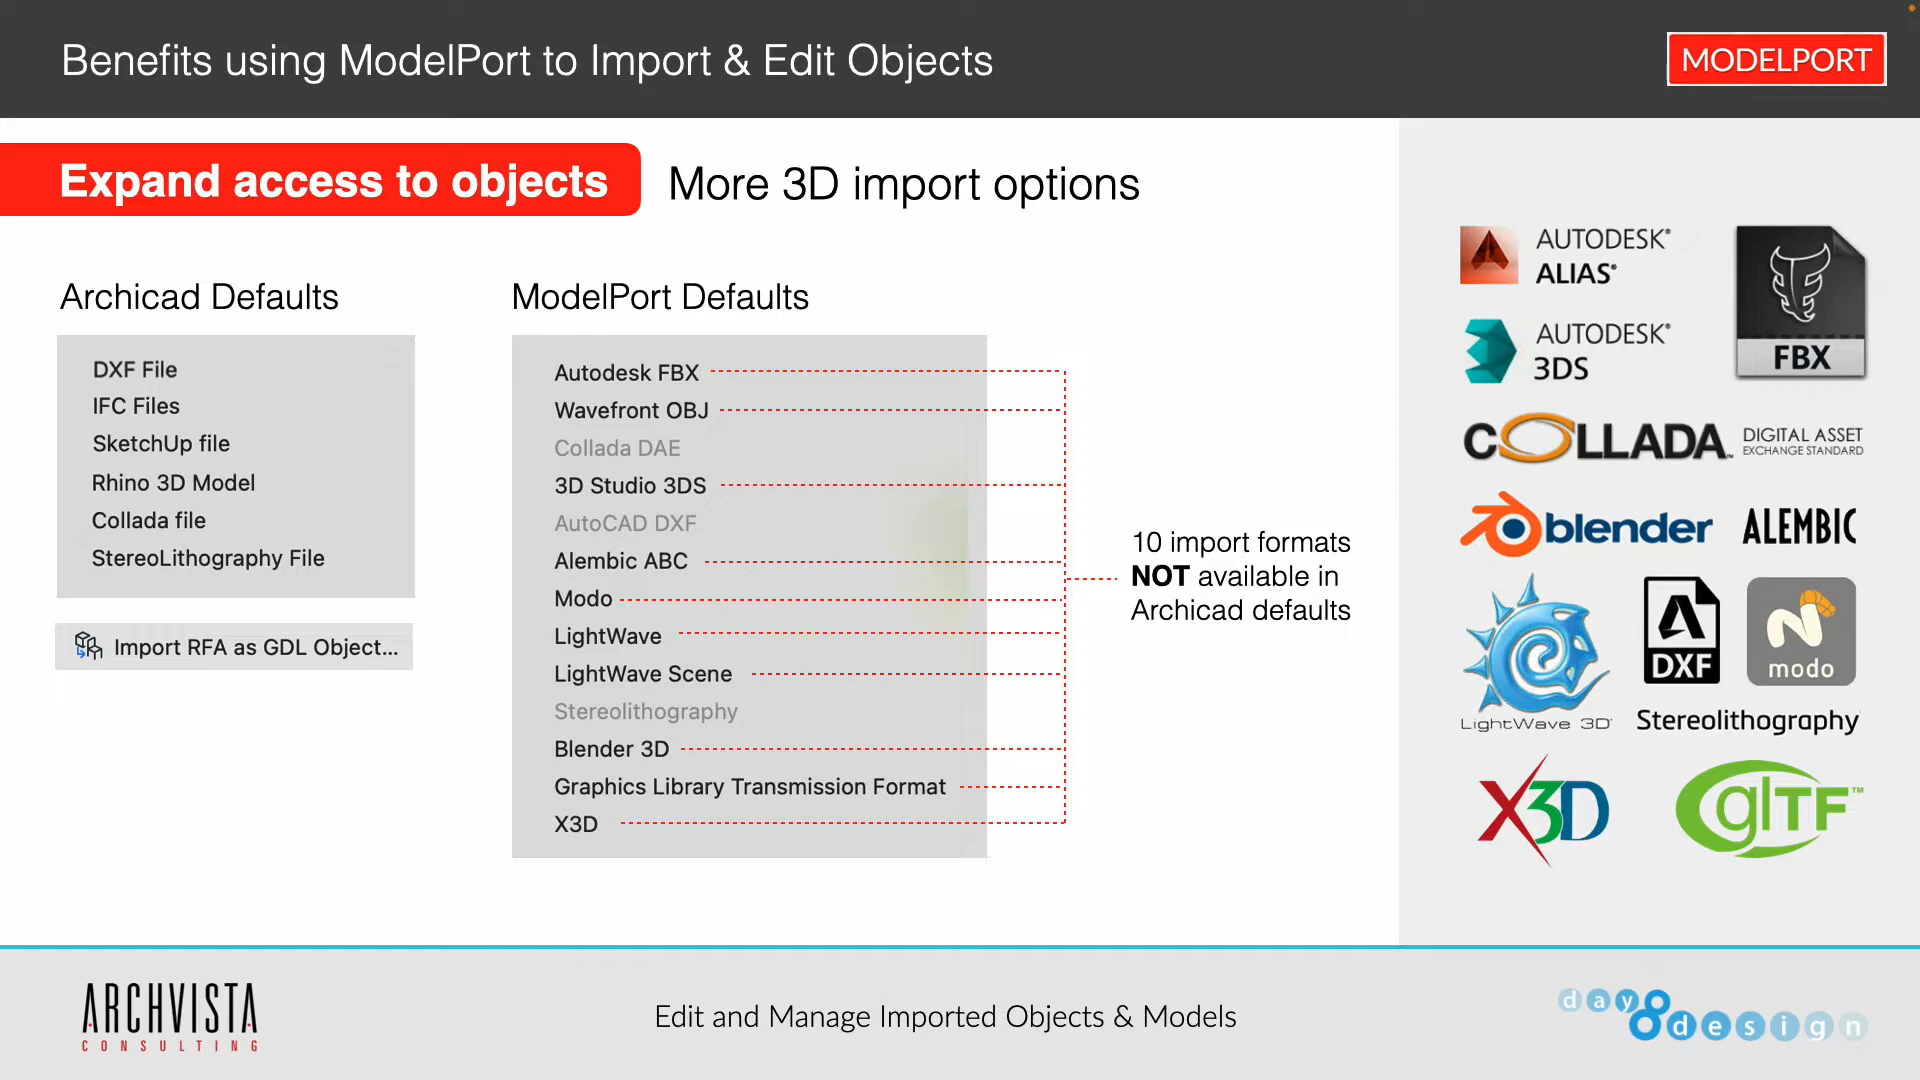 Benefits using ModelPort to Import & Edit Objects
MODELPORT
Expand access to objects
More 3D import options
Archicad Defaults
DXF File
IFC Files
SketchUp file
Rhino 3D Model
Collada file
StereoLithography File
Import RFA as GDL Object...
ModelPort Defaults
Autodesk FBX
Wavefront OBJ
Collada DAE
3D Studio 3DS
AutoCAD DXF
Alembic ABC
Modo
LightWave
LightWave Scene
Stereolithography
Blender 3D
Graphics Library Transmission Format
X3D
10 import formats
NOT available in
Archicad defaults
AUTODESK®
ALIAS®
AUTODESK®
3DS
FBX
COLLADA™
DIGITAL ASSET
EXCHANGE STANDARD
blender
ALEMBIC
LightWave 3D®
DXF
modo
Stereolithography
X3D
glTF™
ARCHVISTA
CONSULTING
Edit and Manage Imported Objects & Models
day8design